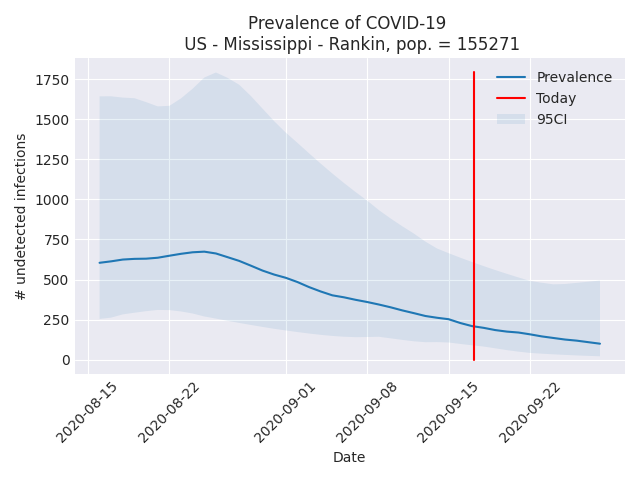 Prevalence of COVID-19
US - Mississippi - Rankin, pop. = 155271
Prevalence
Today
95CI
# undetected infections
1750
1500
1250
1000
750
500
250
0
2020-08-15
2020-08-22
2020-09-01
2020-09-08
2020-09-15
2020-09-22
Date